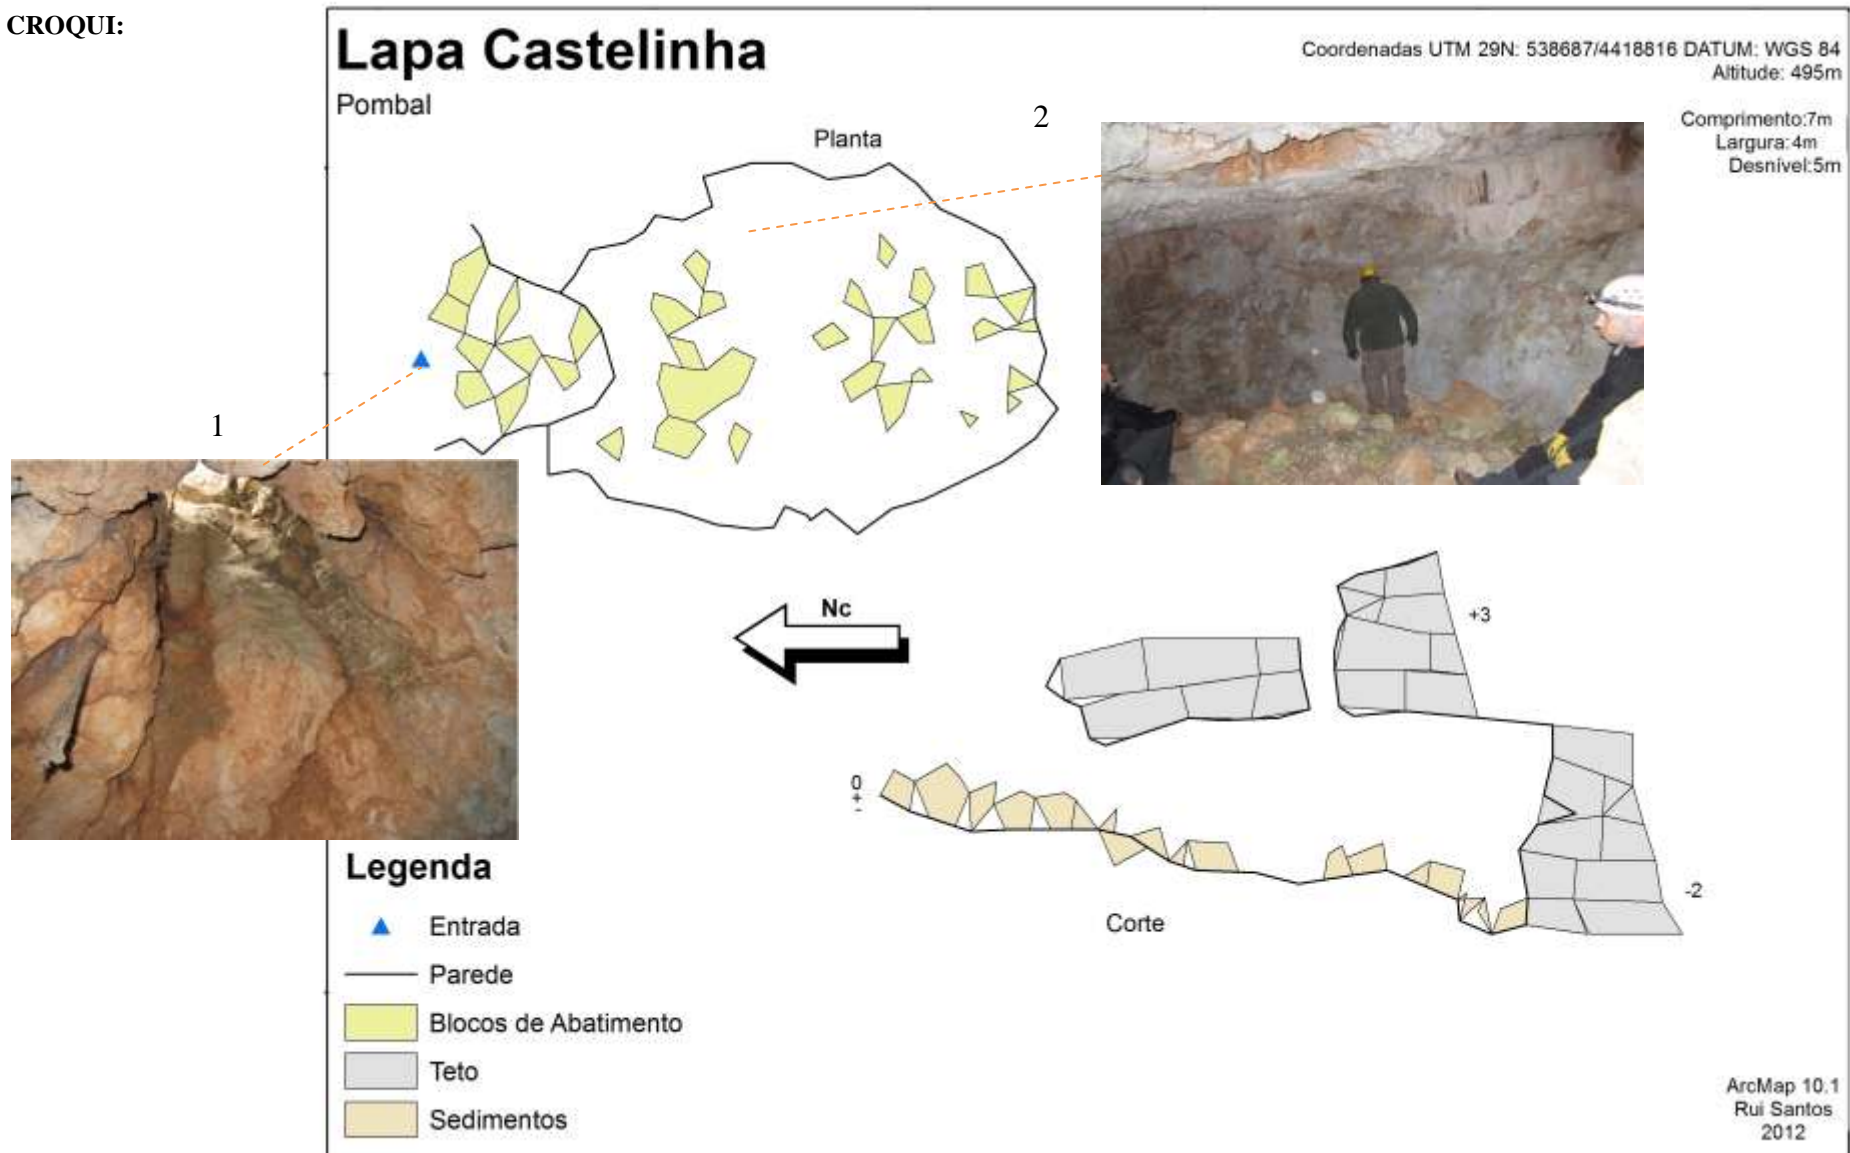 CROQUI:
Lapa Castelinha
Pombal
Coordenadas UTM 29N: 538687/4418816 DATUM: WGS 84
Altitude: 495m
Comprimento:7m
Largura:4m
Desnível:5m
Planta
2
1
Nc
+3
0
+
-
-2
Corte
Legenda
Entrada
Parede
Blocos de Abatimento
Teto
Sedimentos
ArcMap 10.1
Rui Santos
2012